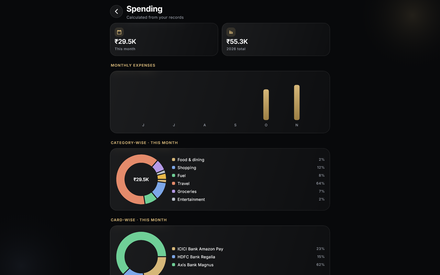 Spending
Calculated from your records
₹29.5K
This month
₹55.3K
2026 total
MONTHLY EXPENSES
J J A S O N
CATEGORY-WISE · THIS MONTH
₹29.5K
Food & dining 2%
Shopping 10%
Fuel 8%
Travel 64%
Groceries 7%
Entertainment 2%
CARD-WISE · THIS MONTH
ICICI Bank Amazon Pay 23%
HDFC Bank Regalia 15%
Axis Bank Magnus 62%